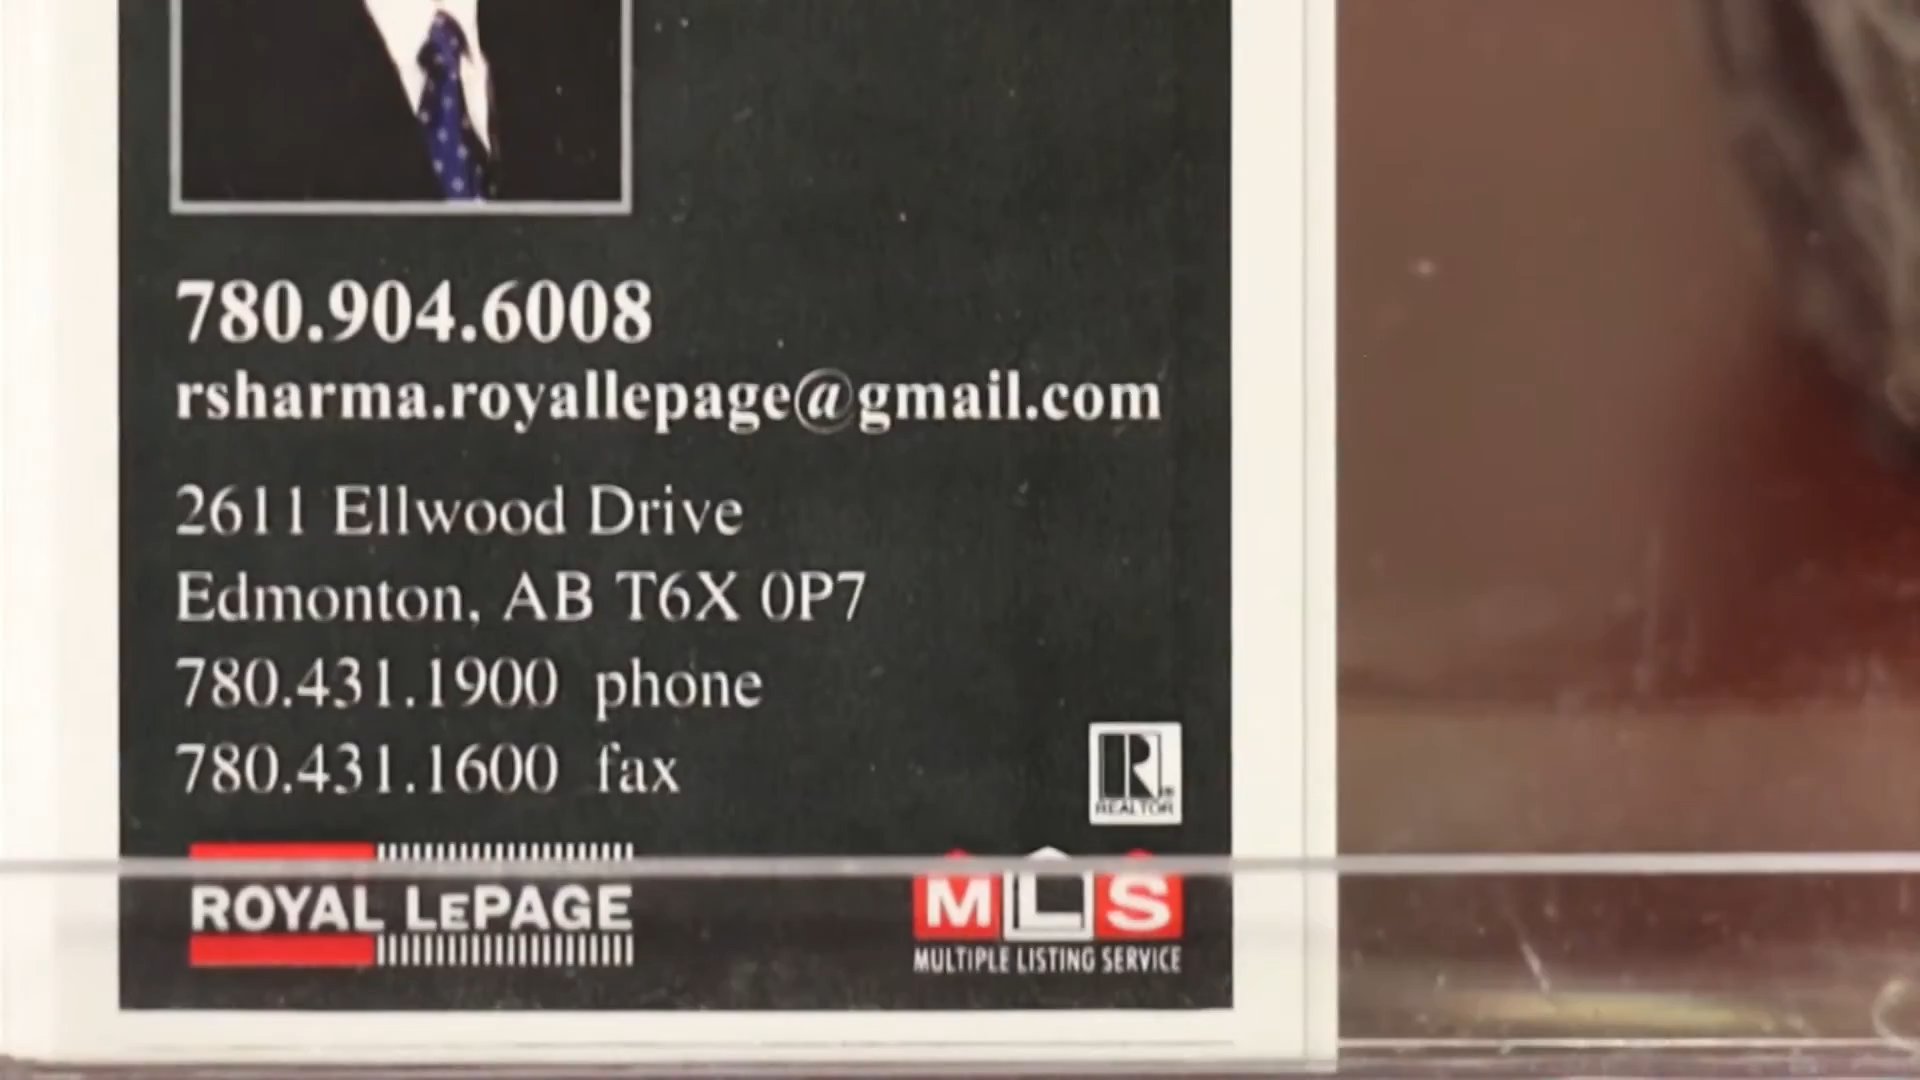 780.904.6008
rsharma.royallepage@gmail.com
2611 Ellwood Drive
Edmonton, AB T6X 0P7
780.431.1900 phone
780.431.1600 fax
R®
REALTOR
ROYAL LEPAGE
MLS
MULTIPLE LISTING SERVICE